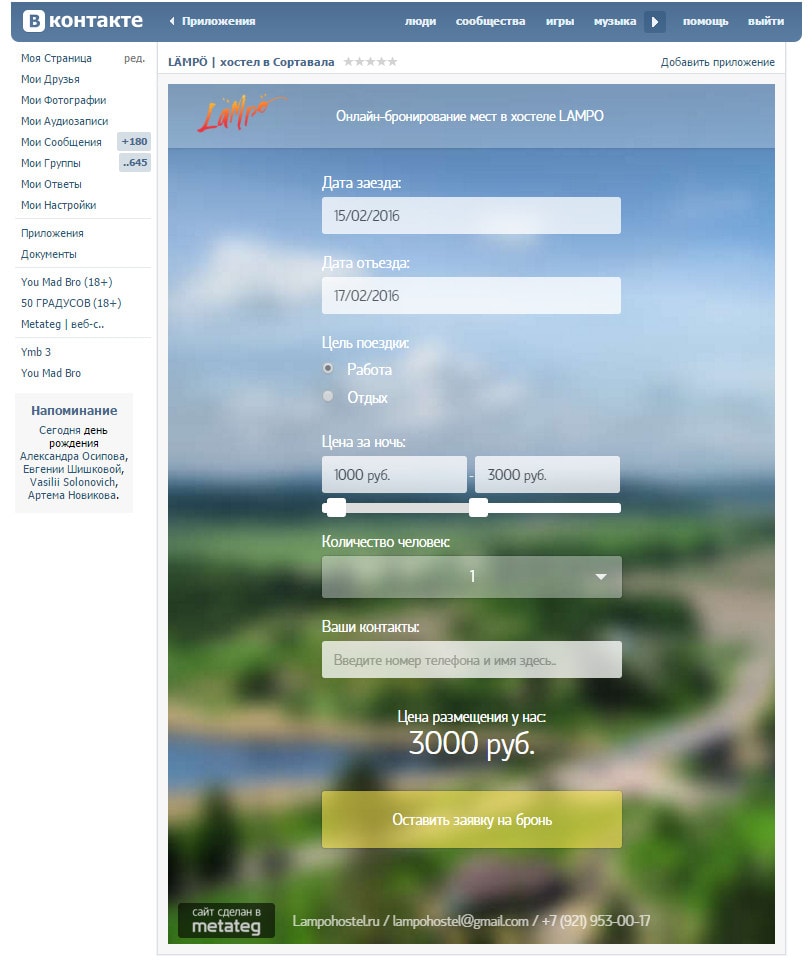 В контакте
Приложения
люди сообщества игры музыка помощь выйти
Моя Страница ред.
Мои Друзья
Мои Фотографии
Мои Аудиозаписи
Мои Сообщения +180
Мои Группы ..645
Мои Ответы
Мои Настройки
Приложения
Документы
You Mad Bro (18+)
50 ГРАДУСОВ (18+)
Metateg | веб-с..
Ymb 3
You Mad Bro
Напоминание
Сегодня день
рождения
Александра Осипова,
Евгении Шишковой,
Vasilii Solonovich,
Артема Новикова.
LÄMPÖ | хостел в Сортавала
Добавить приложение
Lämpö
Онлайн-бронирование мест в хостеле LAMPO
Дата заезда:
15/02/2016
Дата отъезда:
17/02/2016
Цель поездки:
Работа
Отдых
Цена за ночь:
1000 руб. - 3000 руб.
Количество человек:
1
Ваши контакты:
Введите номер телефона и имя здесь..
Цена размещения у нас:
3000 руб.
Оставить заявку на бронь
сайт сделан в
metateg
Lampohostel.ru / lampohostel@gmail.com / +7 (921) 953-00-17